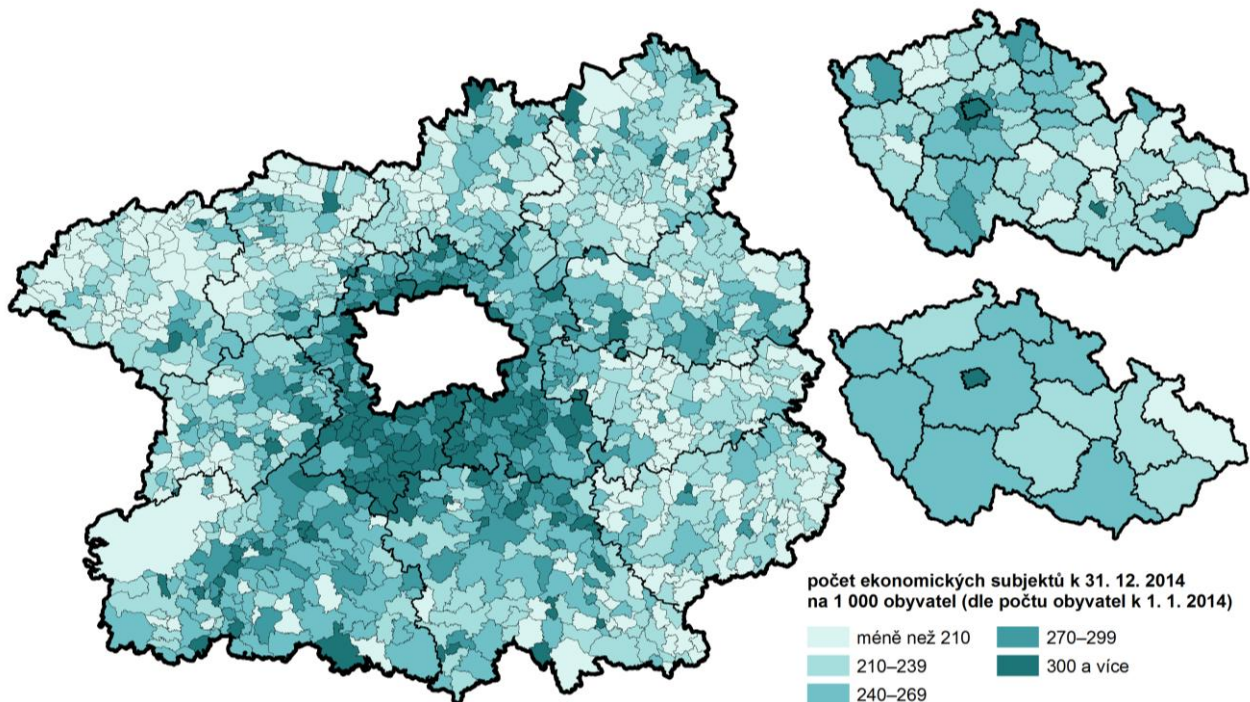 počet ekonomických subjektů k 31. 12. 2014
na 1 000 obyvatel (dle počtu obyvatel k 1. 1. 2014)
méně než 210
210–239
240–269
270–299
300 a více